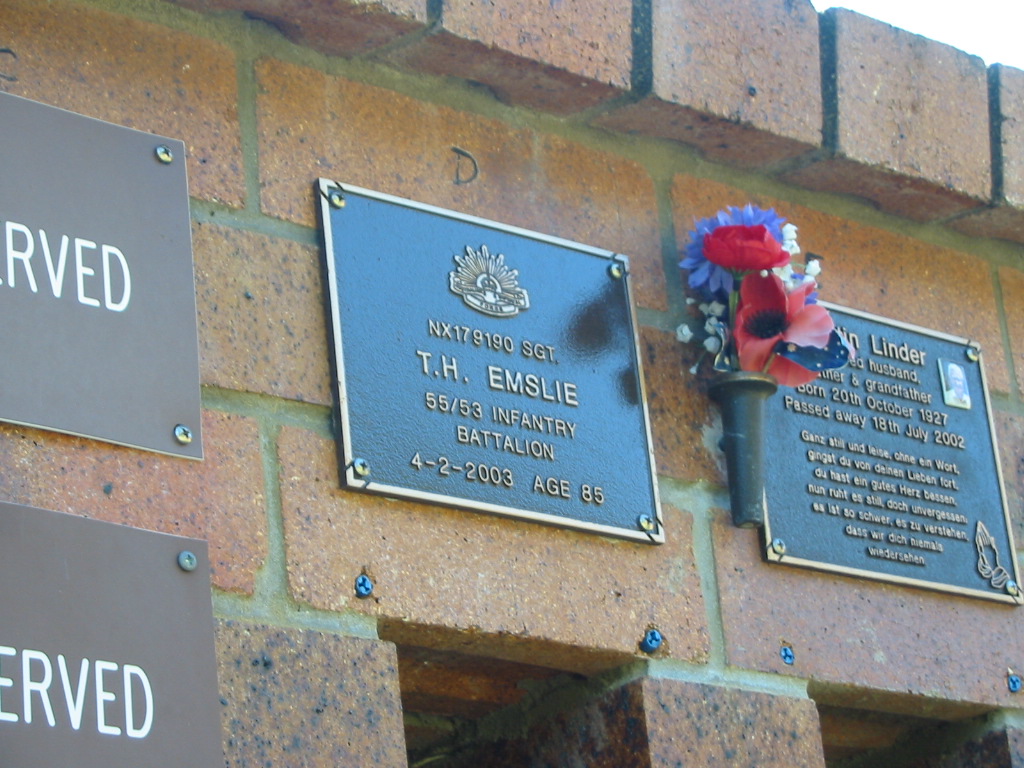 D
ERVED
NX179190 SGT.
T.H. EMSLIE
55/53 INFANTRY
BATTALION
4-2-2003 AGE 85
ERVED
Linder
husband,
& grandfather
Born 20th October 1927
Passed away 18th July 2002
Ganz still und leise, ohne ein Wort,
gingst du von deinen Lieben fort,
du hast ein gutes Herz bessen,
nun ruht es still, doch unvergessen,
es ist so schwer, es zu verstehen,
dass wir dich niemals
wiedersehen